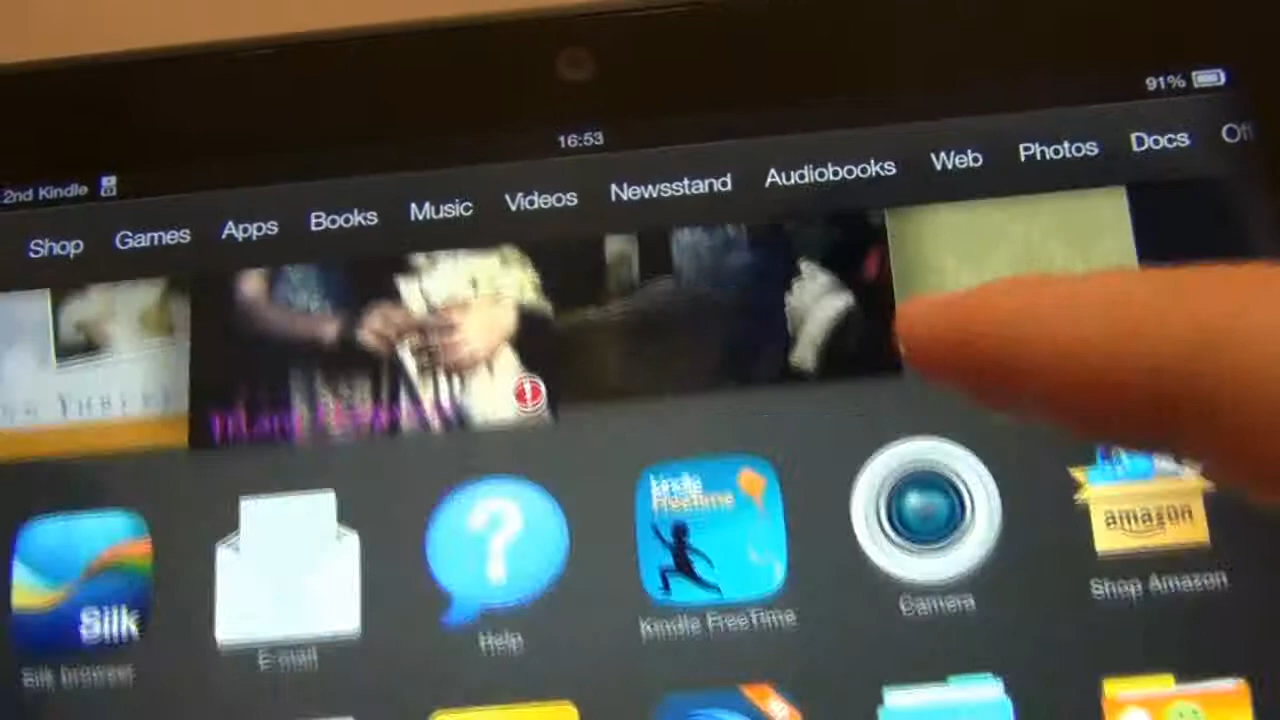 91%
16:53
2nd Kindle
Shop Games Apps Books Music Videos Newsstand Audiobooks Web Photos Docs
kindle
FreeTime
amazon
Silk
Silk browser E-mail Help Kindle FreeTime Camera Shop Amazon